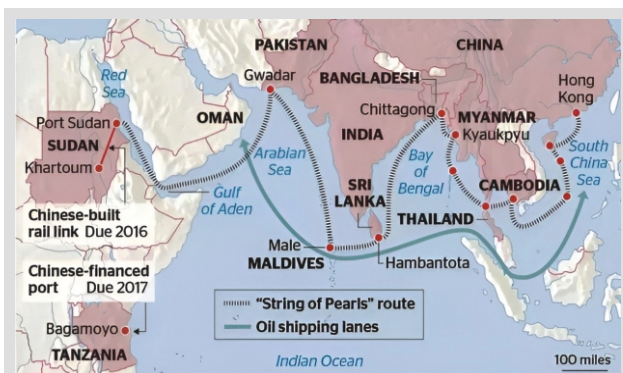 PAKISTAN
CHINA
Red
Sea
Gwadar
BANGLADESH
Hong
Kong
Port Sudan
OMAN
Chittagong
MYANMAR
Kyaukpyu
SUDAN
INDIA
Khartoum
Arabian
Sea
Bay
of
Bengal
South
China
Sea
Gulf
of Aden
SRI
LANKA
CAMBODIA
THAILAND
Chinese-built
rail link Due 2016
Male
MALDIVES
Hambantota
Chinese-financed
port Due 2017
"String of Pearls" route
Oil shipping lanes
Bagamoyo
TANZANIA
Indian Ocean
100 miles